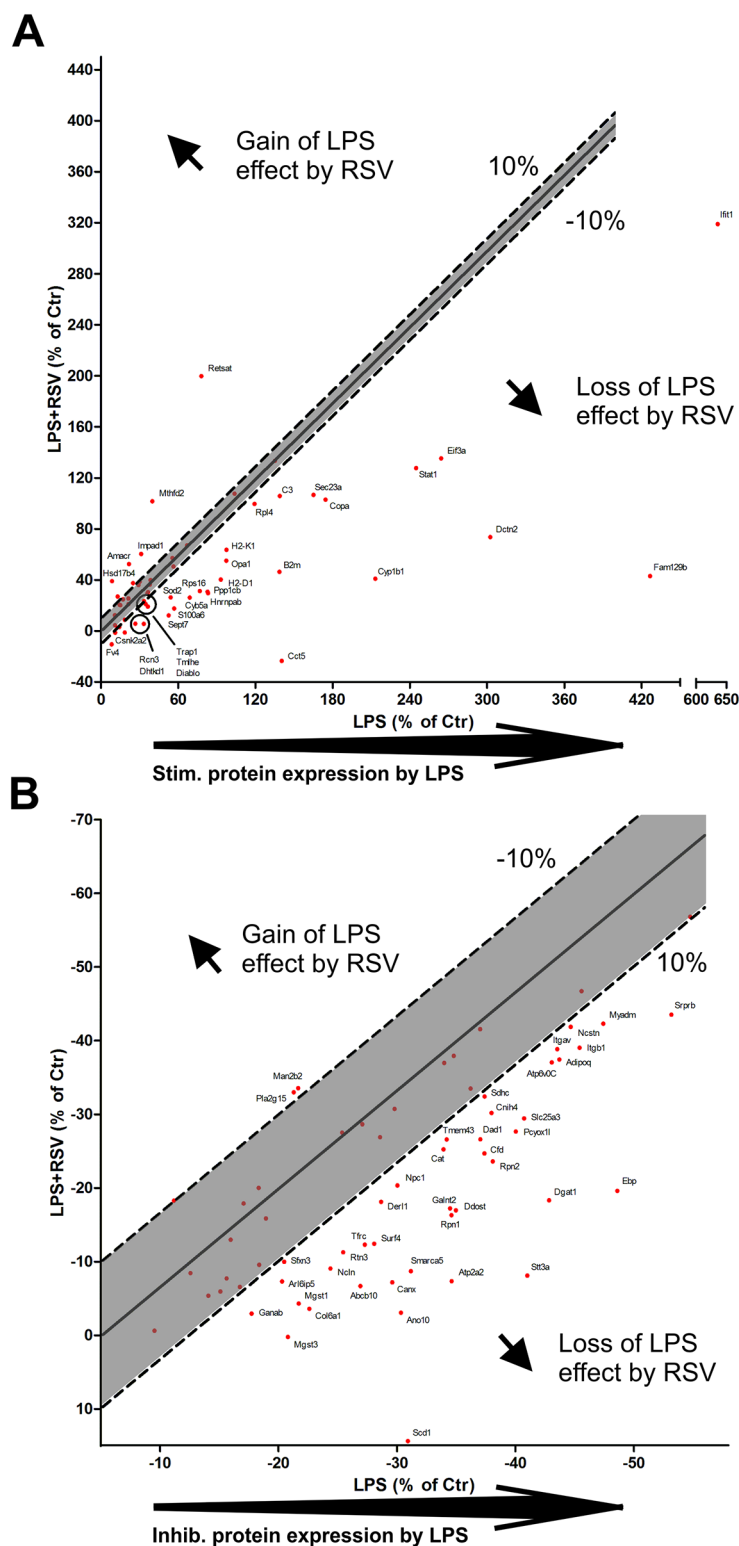 A
440
400
360
320
280
240
200
160
120
80
40
0
-40
LPS+RSV (% of Ctr)
Gain of LPS
effect by RSV
10%
-10%
Ifit1
Retsat
Loss of LPS
effect by RSV
Eif3a
Stat1
Sec23a
C3
Copa
Mthfd2
Rpl4
Dctn2
Impad1
H2-K1
Amacr
Opa1
B2m
Fam129b
Hsd17b4
Cyp1b1
H2-D1
Rps16
Sod2
Ppp1cb
Cyb5a
Hnrnpab
S100a6
Sept7
Csnk2a2
Fv4
Rcn3
Dhtkd1
Trap1
Tmlhe
Diablo
Cct5
0 60 120 180 240 300 360 420 600 650
LPS (% of Ctr)
Stim. protein expression by LPS
B
-70
-60
-50
-40
-30
-20
-10
0
10
LPS+RSV (% of Ctr)
-10%
Gain of LPS
effect by RSV
10%
Srprb
Myadm
Ncstn
Itgav
Itgb1
Adipoq
Atp6v0C
Man2b2
Pla2g15
Sdhc
Cnih4
Slc25a3
Pcyox1l
Tmem43
Dad1
Cat
Cfd
Rpn2
Npc1
Ebp
Dgat1
Derl1
Galnt2
Ddost
Rpn1
Tfrc
Surf4
Rtn3
Sfxn3
Ncln
Smarca5
Stt3a
Atp2a2
Arl6ip5
Canx
Abcb10
Mgst1
Ganab
Col6a1
Ano10
Mgst3
Loss of LPS
effect by RSV
Scd1
-10 -20 -30 -40 -50
LPS (% of Ctr)
Inhib. protein expression by LPS